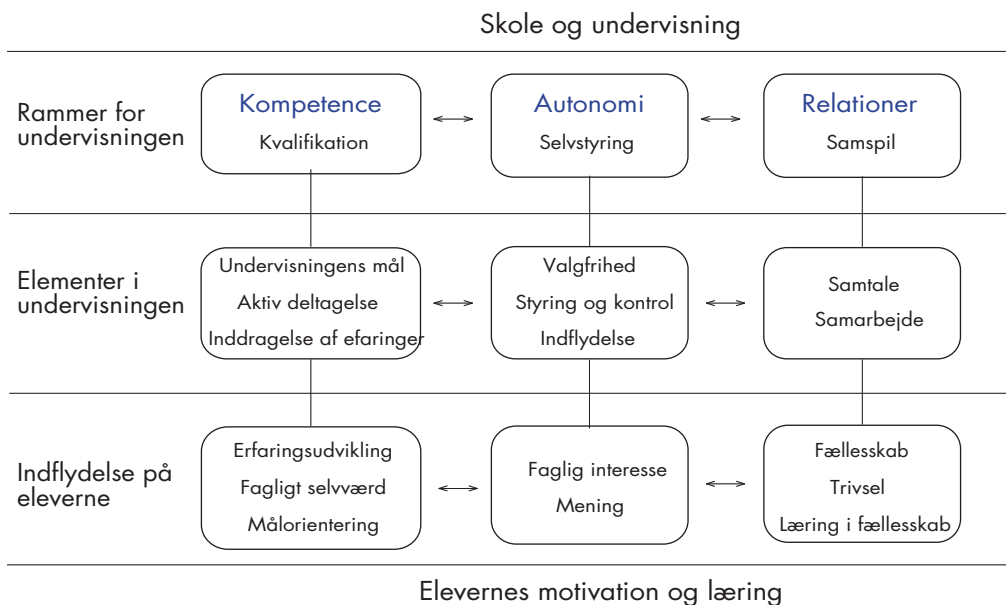 Skole og undervisning
Rammer for
undervisningen
Kompetence
Kvalifikation
Autonomi
Selvstyring
Relationer
Samspil
Elementer i
undervisningen
Undervisningens mål
Aktiv deltagelse
Inddragelse af efaringer
Valgfrihed
Styring og kontrol
Indflydelse
Samtale
Samarbejde
Indflydelse på
eleverne
Erfaringsudvikling
Fagligt selvværd
Målorientering
Faglig interesse
Mening
Fællesskab
Trivsel
Læring i fællesskab
Elevernes motivation og læring